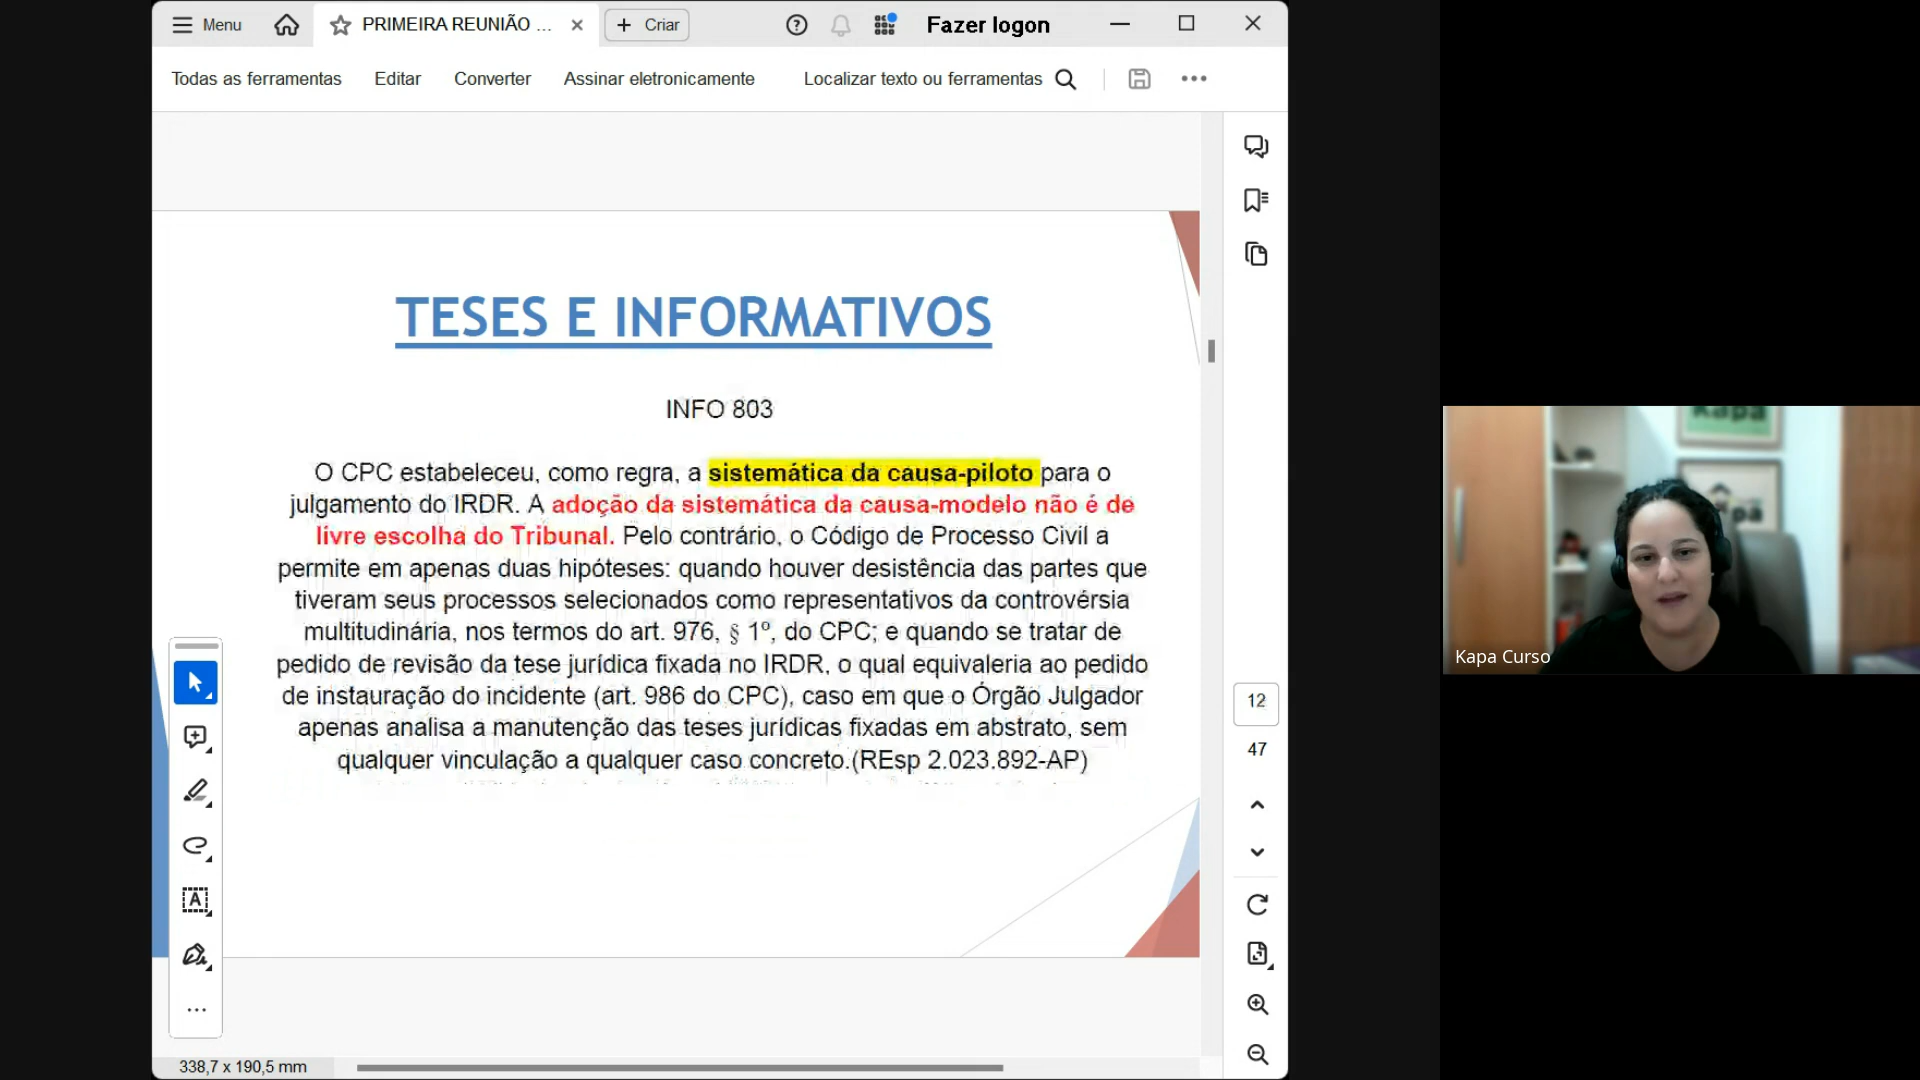 Menu
PRIMEIRA REUNIÃO ...
Criar
Fazer logon
Todas as ferramentas
Editar
Converter
Assinar eletronicamente
Localizar texto ou ferramentas
TESES E INFORMATIVOS
INFO 803
O CPC estabeleceu, como regra, a sistemática da causa-piloto para o
julgamento do IRDR. A adoção da sistemática da causa-modelo não é de
livre escolha do Tribunal. Pelo contrário, o Código de Processo Civil a
permite em apenas duas hipóteses: quando houver desistência das partes que
tiveram seus processos selecionados como representativos da controvérsia
multitudinária, nos termos do art. 976, § 1º, do CPC; e quando se tratar de
pedido de revisão da tese jurídica fixada no IRDR, o qual equivaleria ao pedido
de instauração do incidente (art. 986 do CPC), caso em que o Órgão Julgador
apenas analisa a manutenção das teses jurídicas fixadas em abstrato, sem
qualquer vinculação a qualquer caso concreto.(REsp 2.023.892-AP)
12
47
338,7 x 190,5 mm
Kapa
Kapa Curso